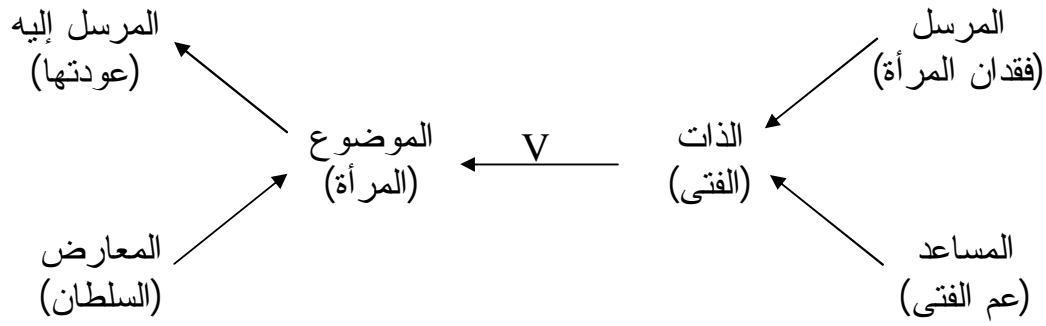 المرسل
(فقدان المرأة)
المرسل إليه
(عودتها)
الذات
(الفتى)
V
الموضوع
(المرأة)
المساعد
(عم الفتى)
المعارض
(السلطان)